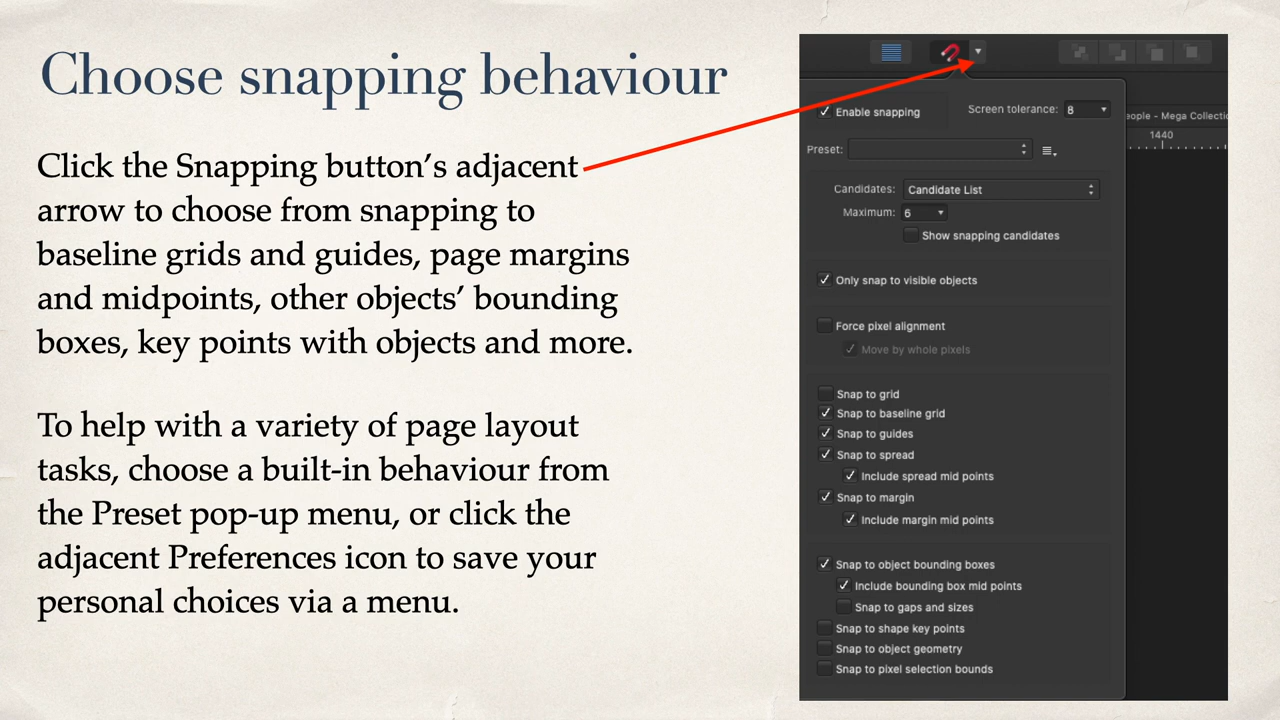 Choose snapping behaviour
Click the Snapping button’s adjacent
arrow to choose from snapping to
baseline grids and guides, page margins
and midpoints, other objects’ bounding
boxes, key points with objects and more.
To help with a variety of page layout
tasks, choose a built-in behaviour from
the Preset pop-up menu, or click the
adjacent Preferences icon to save your
personal choices via a menu.
Enable snapping
Screen tolerance: 8
eople - Mega Collectio
1440
Preset:
Candidates: Candidate List
Maximum: 6
Show snapping candidates
Only snap to visible objects
Force pixel alignment
Move by whole pixels
Snap to grid
Snap to baseline grid
Snap to guides
Snap to spread
Include spread mid points
Snap to margin
Include margin mid points
Snap to object bounding boxes
Include bounding box mid points
Snap to gaps and sizes
Snap to shape key points
Snap to object geometry
Snap to pixel selection bounds